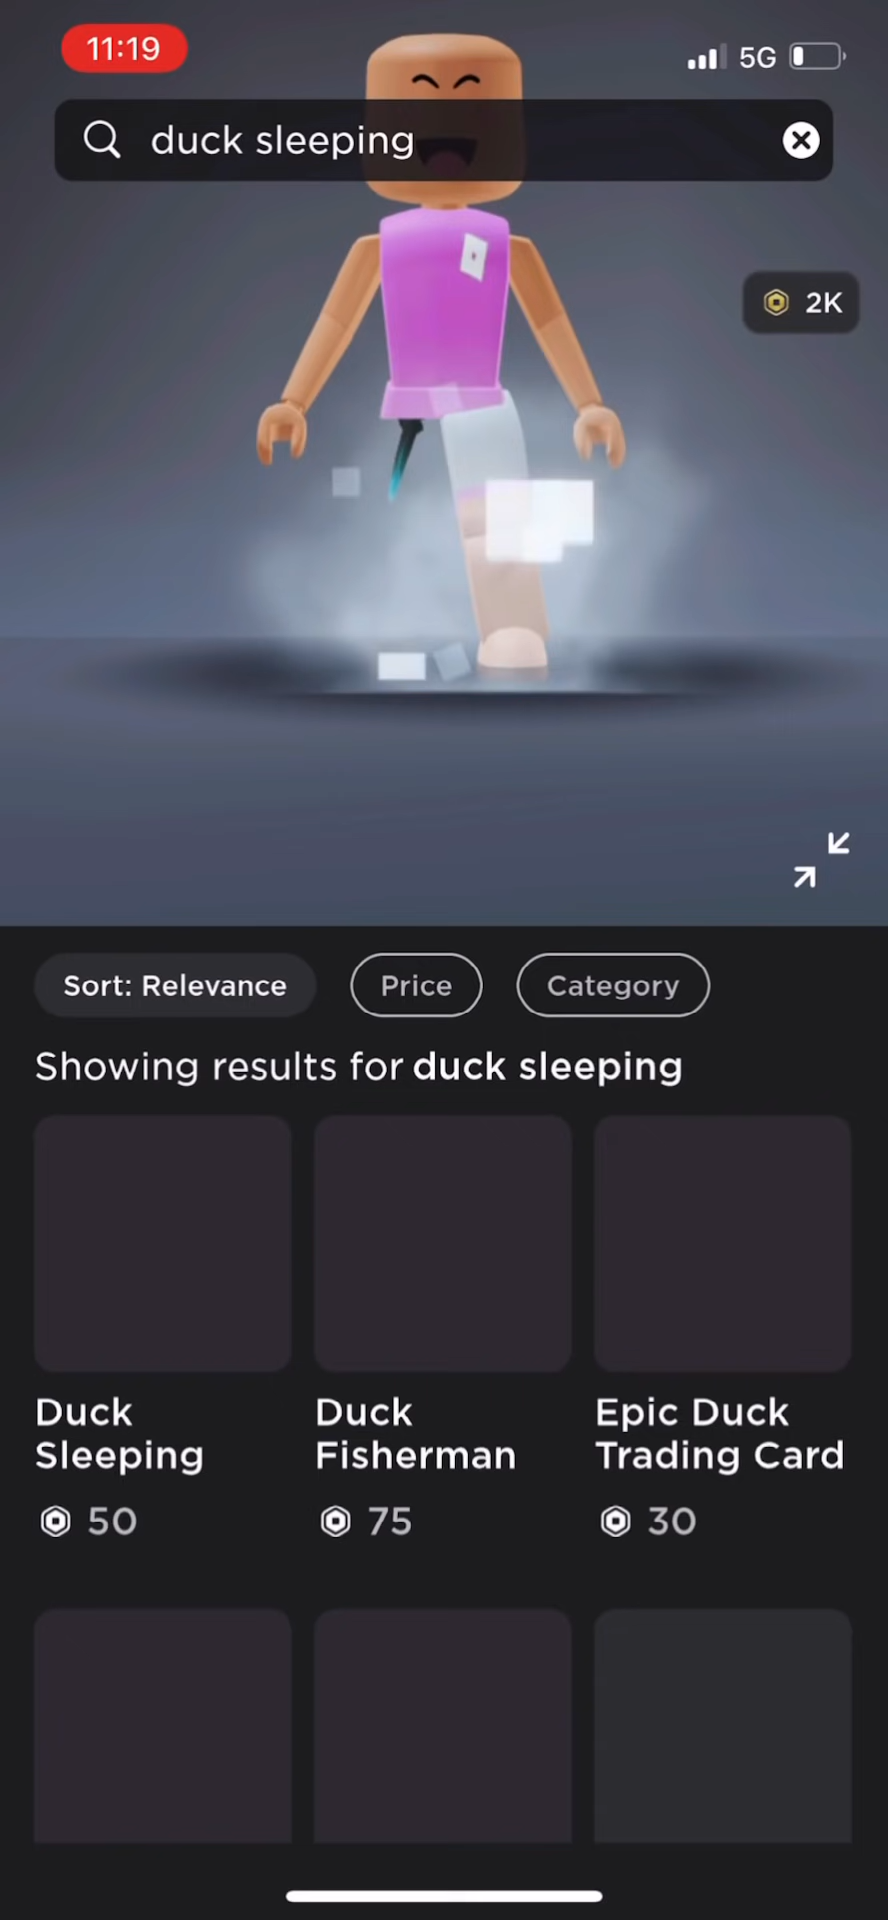 11:19
5G
duck sleeping
2K
Sort: Relevance
Price
Category
Showing results for duck sleeping
Duck
Sleeping
50
Duck
Fisherman
75
Epic Duck
Trading Card
30